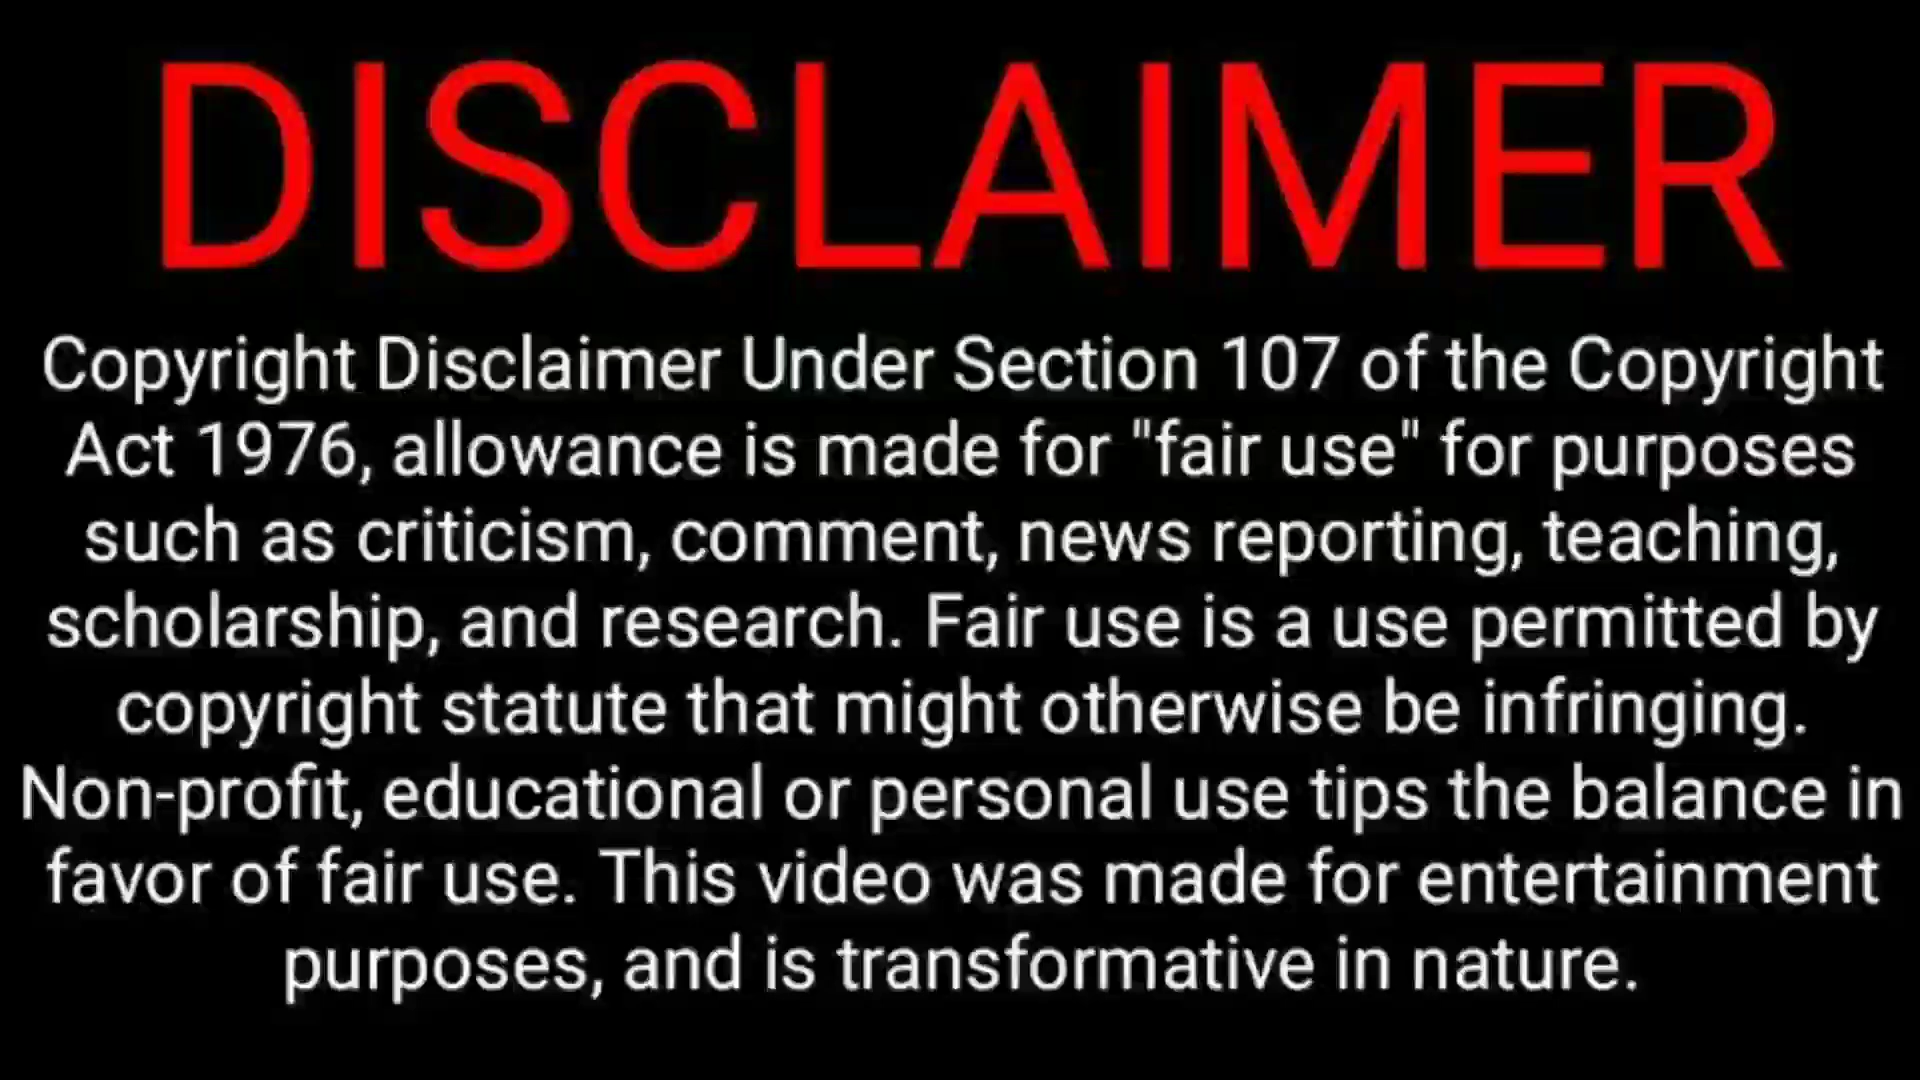 DISCLAIMER
Copyright Disclaimer Under Section 107 of the Copyright
Act 1976, allowance is made for "fair use" for purposes
such as criticism, comment, news reporting, teaching,
scholarship, and research. Fair use is a use permitted by
copyright statute that might otherwise be infringing.
Non-profit, educational or personal use tips the balance in
favor of fair use. This video was made for entertainment
purposes, and is transformative in nature.